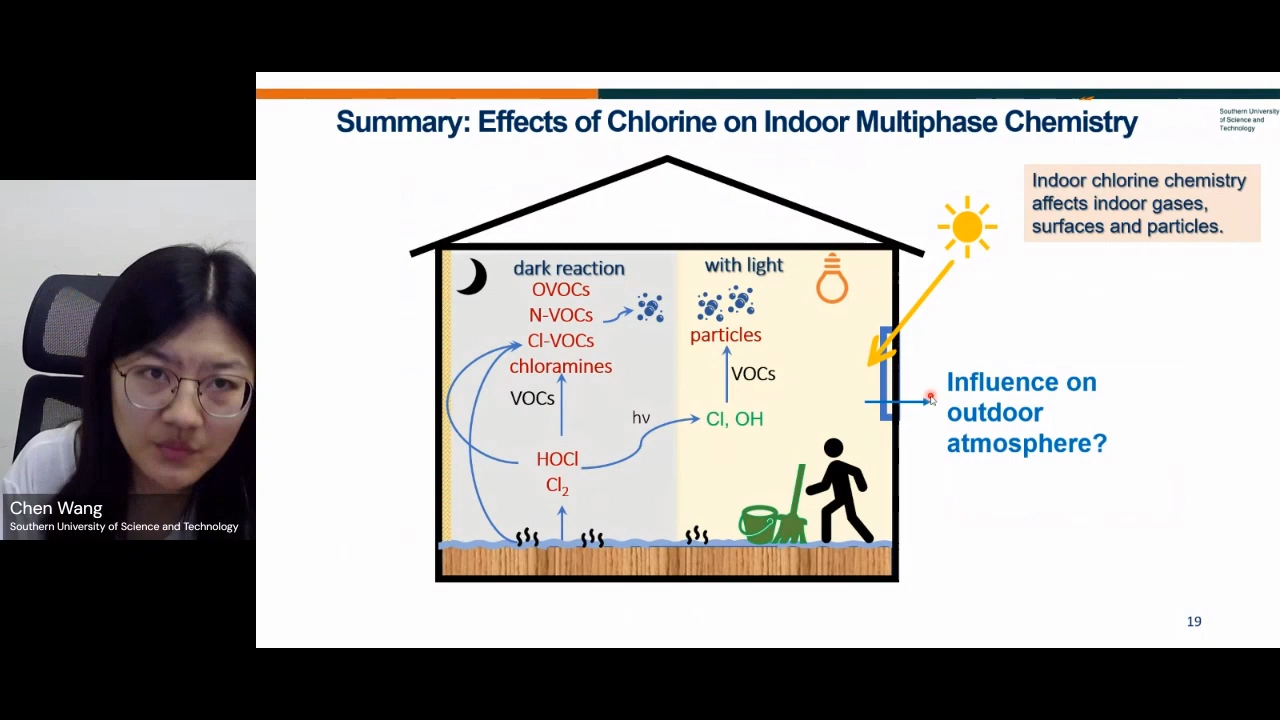 Summary: Effects of Chlorine on Indoor Multiphase Chemistry
Southern University
of Science and
Technology
Indoor chlorine chemistry
affects indoor gases,
surfaces and particles.
dark reaction
with light
OVOCs
N-VOCs
Cl-VOCs
chloramines
particles
VOCs
VOCs
hν
Cl, OH
HOCl
Cl₂
Influence on
outdoor
atmosphere?
Chen Wang
Southern University of Science and Technology
19